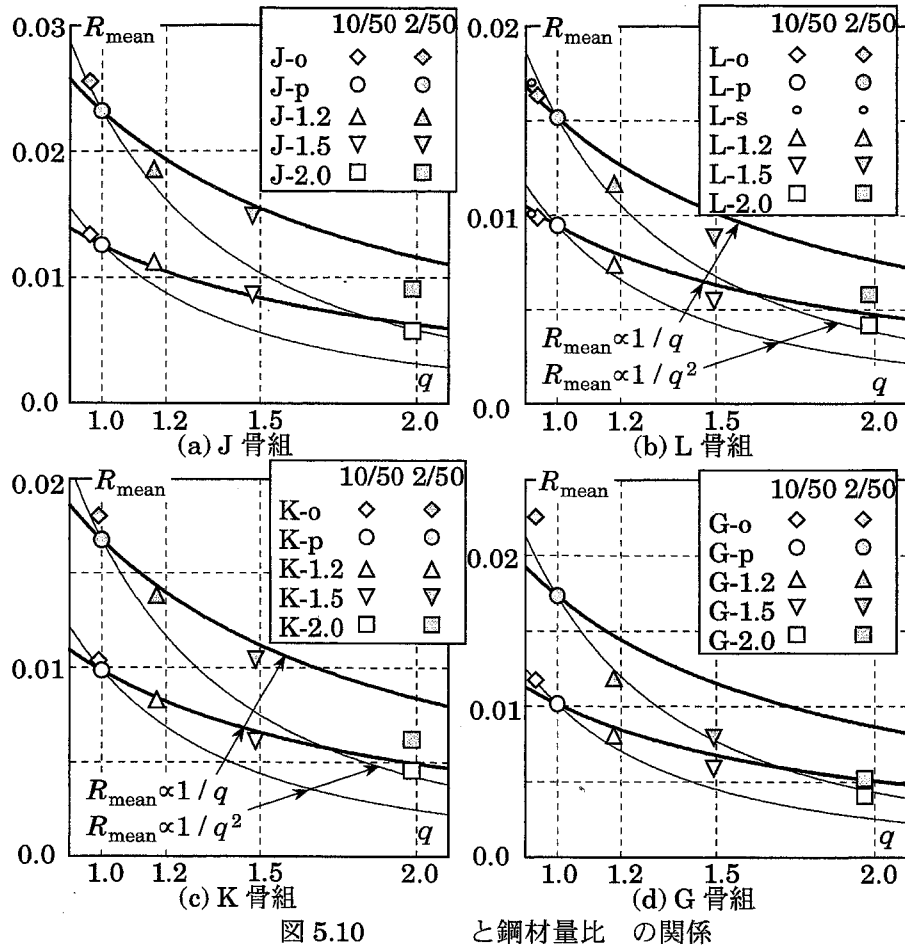 0.03
R_mean
10/50 2/50
J-o
J-p
J-1.2
J-1.5
J-2.0
0.02
0.01
0.0
1.0 1.2 1.5 2.0
q
(a) J 骨組
0.02
R_mean
10/50 2/50
L-o
L-p
L-s
L-1.2
L-1.5
L-2.0
0.01
R_mean∝1 / q
R_mean∝1 / q²
0.0
1.0 1.2 1.5 2.0
q
(b) L 骨組
0.02
R_mean
10/50 2/50
K-o
K-p
K-1.2
K-1.5
K-2.0
0.01
R_mean∝1 / q
R_mean∝1 / q²
0.0
1.0 1.2 1.5 2.0
q
(c) K 骨組
R_mean
10/50 2/50
G-o
G-p
G-1.2
G-1.5
G-2.0
0.02
0.01
0.0
1.0 1.2 1.5 2.0
q
(d) G 骨組
図 5.10 と鋼材量比 の関係